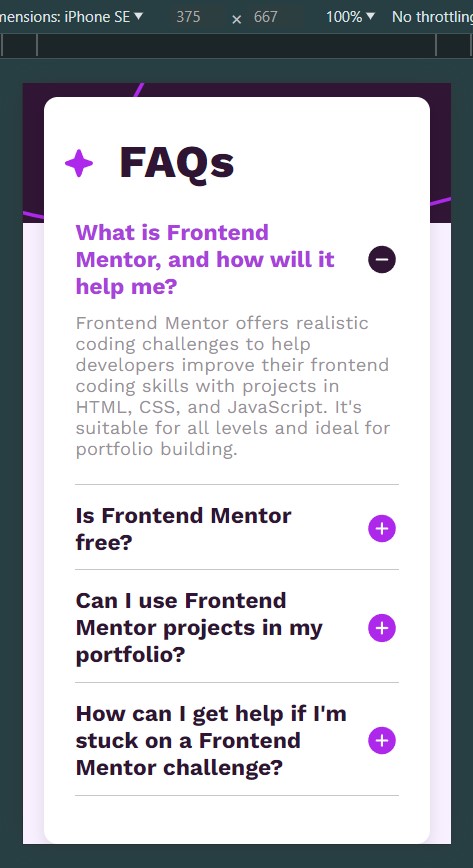 mensions: iPhone SE ▼ 375 × 667 100% ▼ No throttling
FAQs
What is Frontend
Mentor, and how will it
help me?
Frontend Mentor offers realistic
coding challenges to help
developers improve their frontend
coding skills with projects in
HTML, CSS, and JavaScript. It's
suitable for all levels and ideal for
portfolio building.
Is Frontend Mentor
free?
Can I use Frontend
Mentor projects in my
portfolio?
How can I get help if I'm
stuck on a Frontend
Mentor challenge?